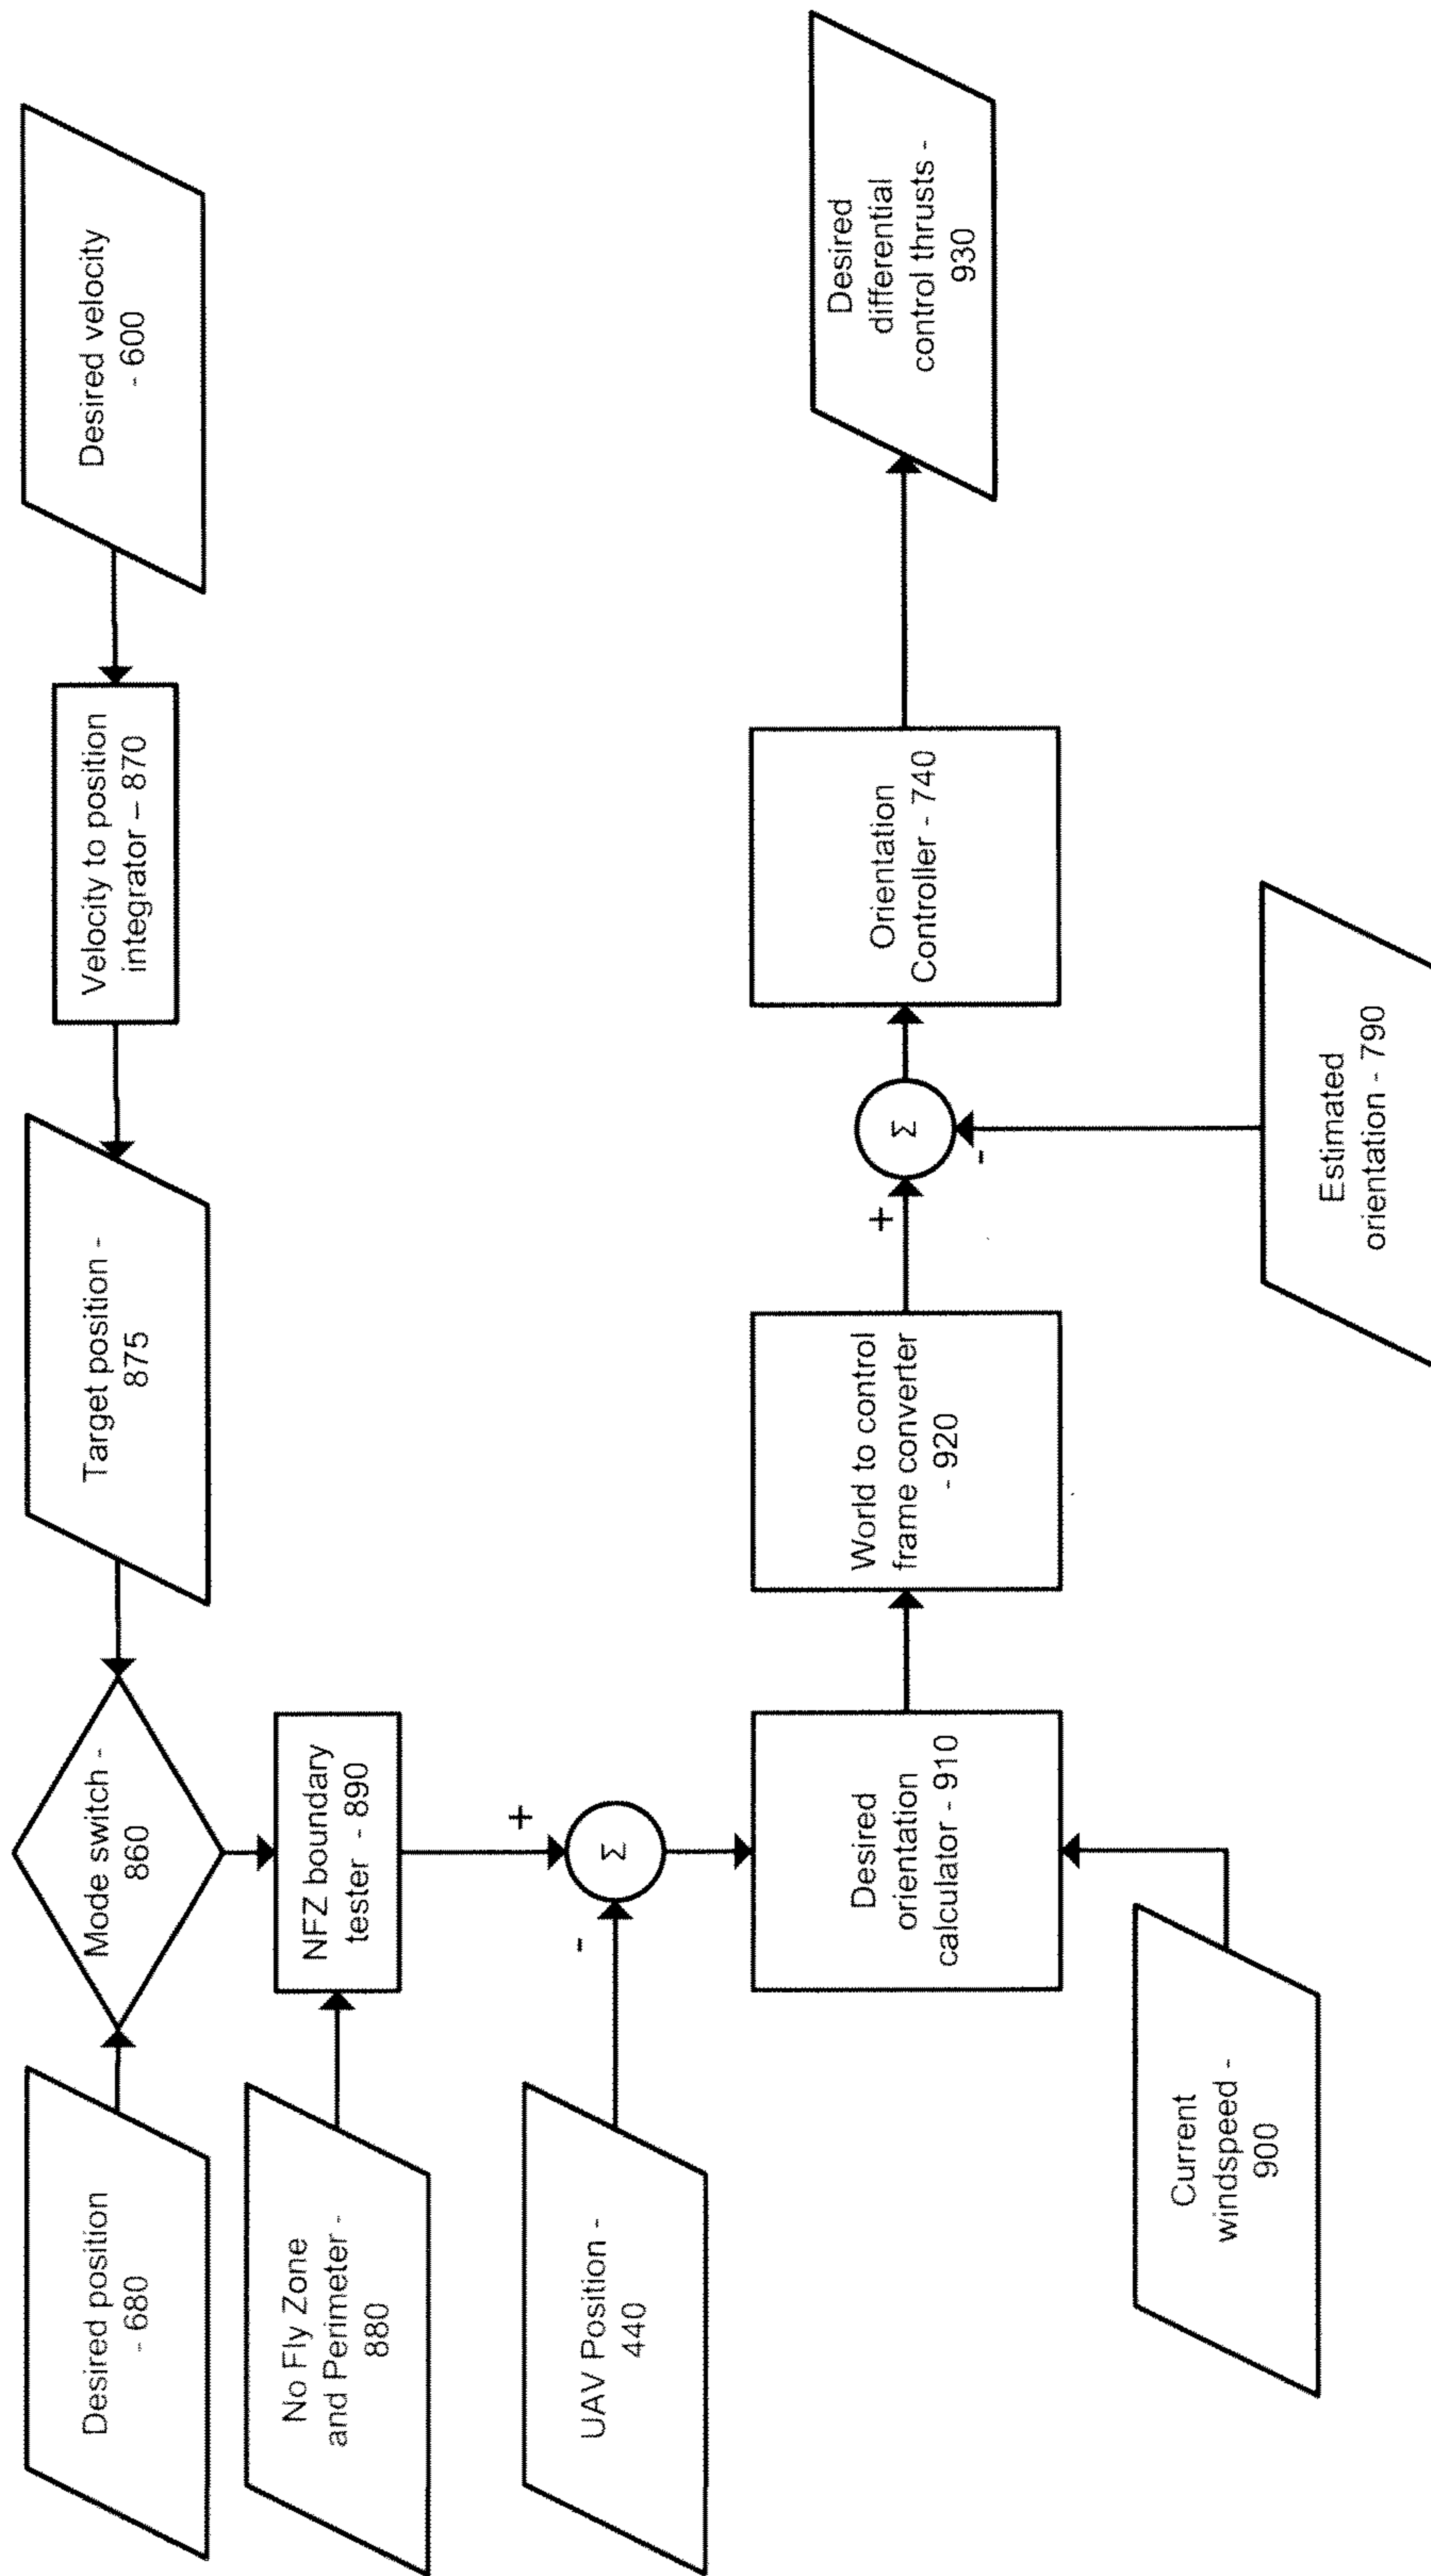 Desired position
- 680
Mode switch -
860
Target position -
875
Velocity to position
integrator – 870
Desired velocity
- 600
No Fly Zone
and Perimeter -
880
NFZ boundary
tester - 890
+
-
Σ
UAV Position -
440
Desired
orientation
calculator - 910
World to control
frame converter
- 920
+
-
Σ
Orientation
Controller - 740
Desired
differential
control thrusts -
930
Current
windspeed -
900
Estimated
orientation - 790